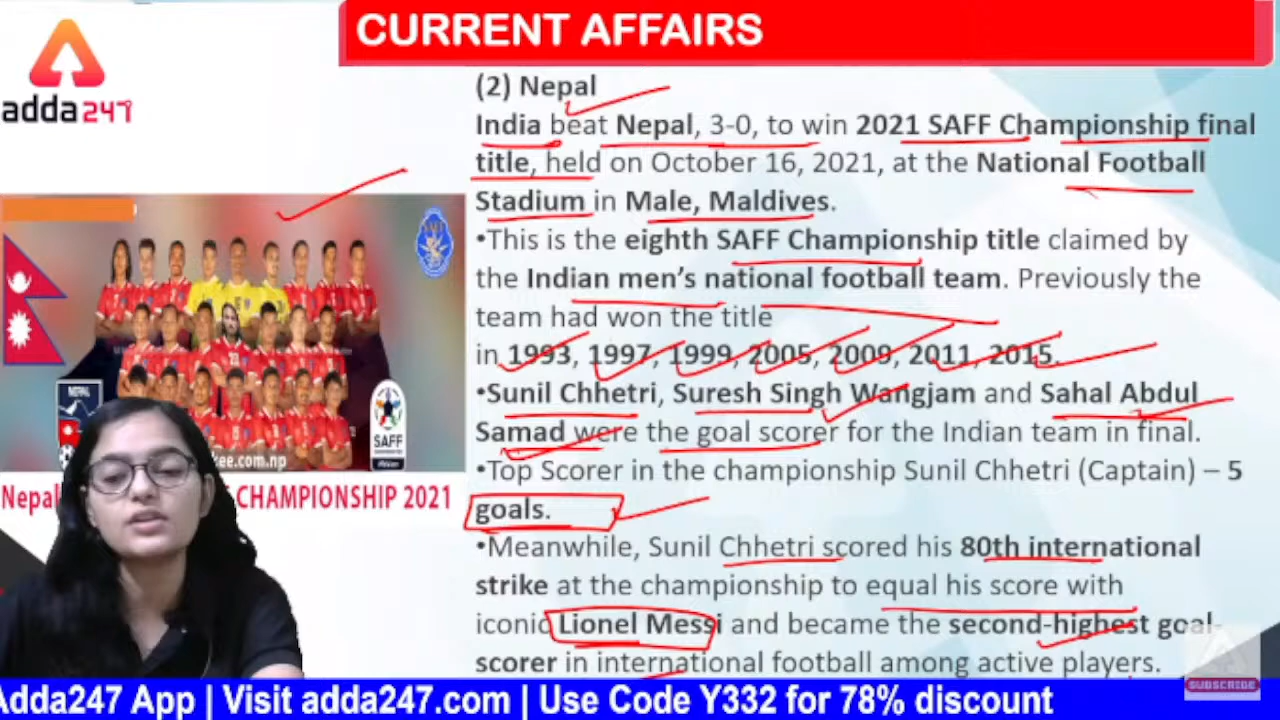 CURRENT AFFAIRS
adda247
(2) Nepal
India beat Nepal, 3-0, to win 2021 SAFF Championship final
title, held on October 16, 2021, at the National Football
Stadium in Male, Maldives.
•This is the eighth SAFF Championship title claimed by
the Indian men's national football team. Previously the
team had won the title
in 1993, 1997, 1999, 2005, 2009, 2011, 2015.
•Sunil Chhetri, Suresh Singh Wangjam and Sahal Abdul
Samad were the goal scorer for the Indian team in final.
•Top Scorer in the championship Sunil Chhetri (Captain) – 5
goals.
•Meanwhile, Sunil Chhetri scored his 80th international
strike at the championship to equal his score with
iconic Lionel Messi and became the second-highest goal-
scorer in international football among active players.
NEPAL
SAFF
kee.com.np
Nepal CHAMPIONSHIP 2021
SUBSCRIBE
Adda247 App | Visit adda247.com | Use Code Y332 for 78% discount